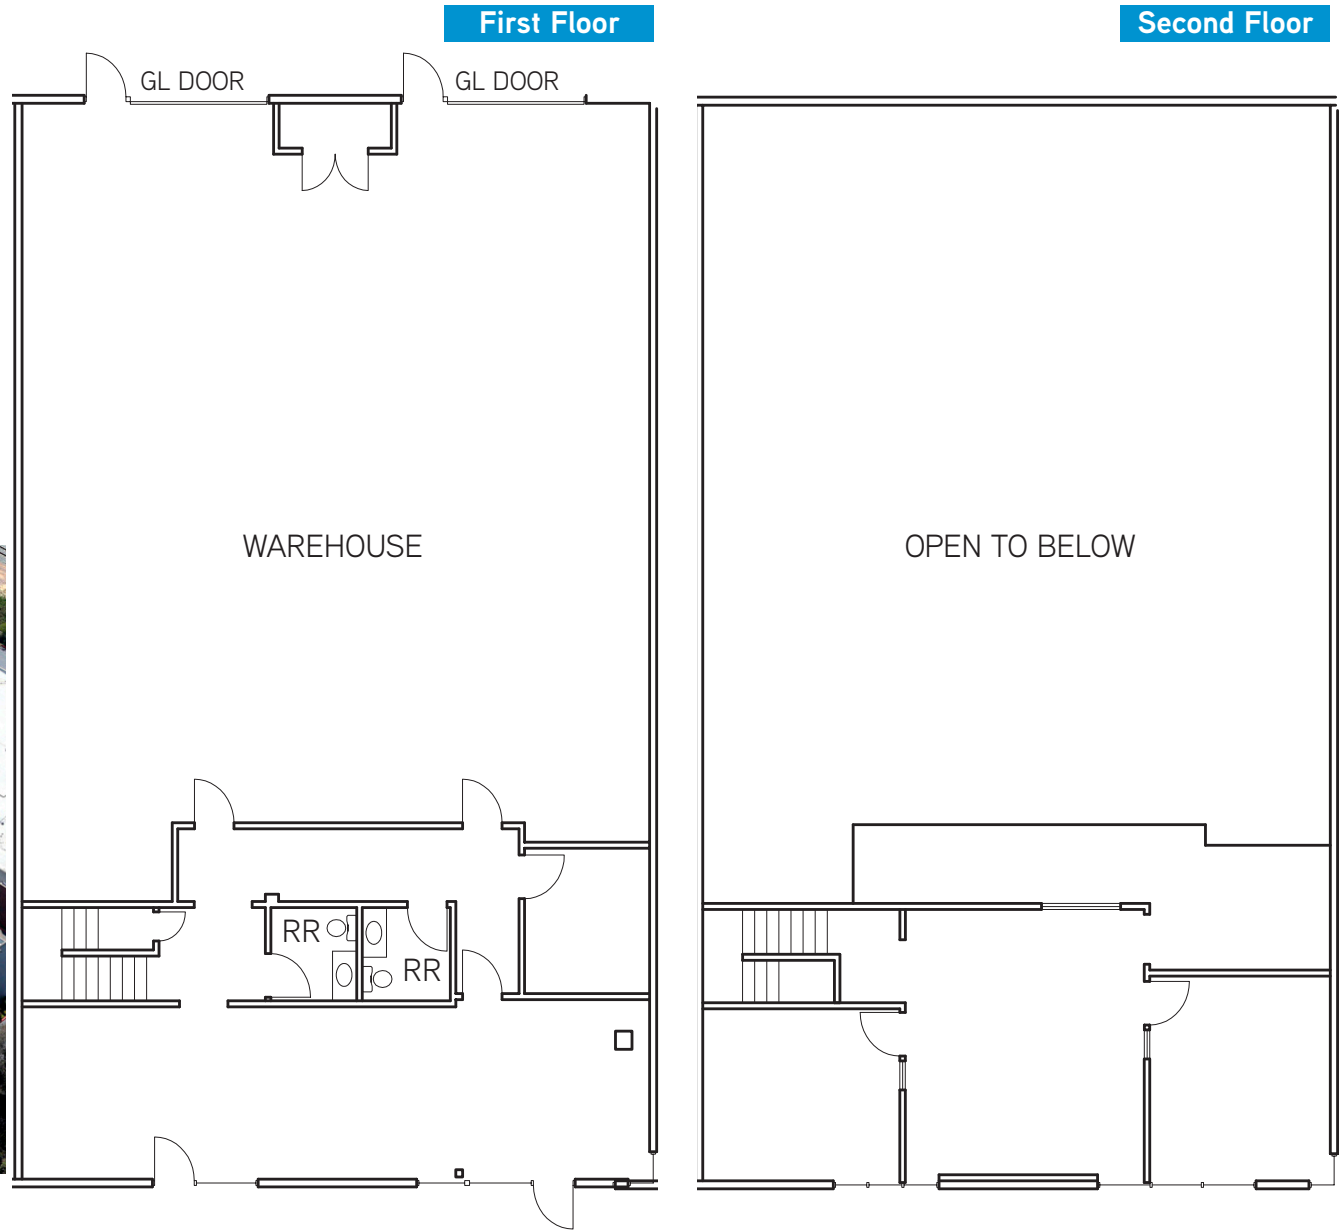 First Floor
Second Floor
GL DOOR
GL DOOR
WAREHOUSE
OPEN TO BELOW
RR
RR